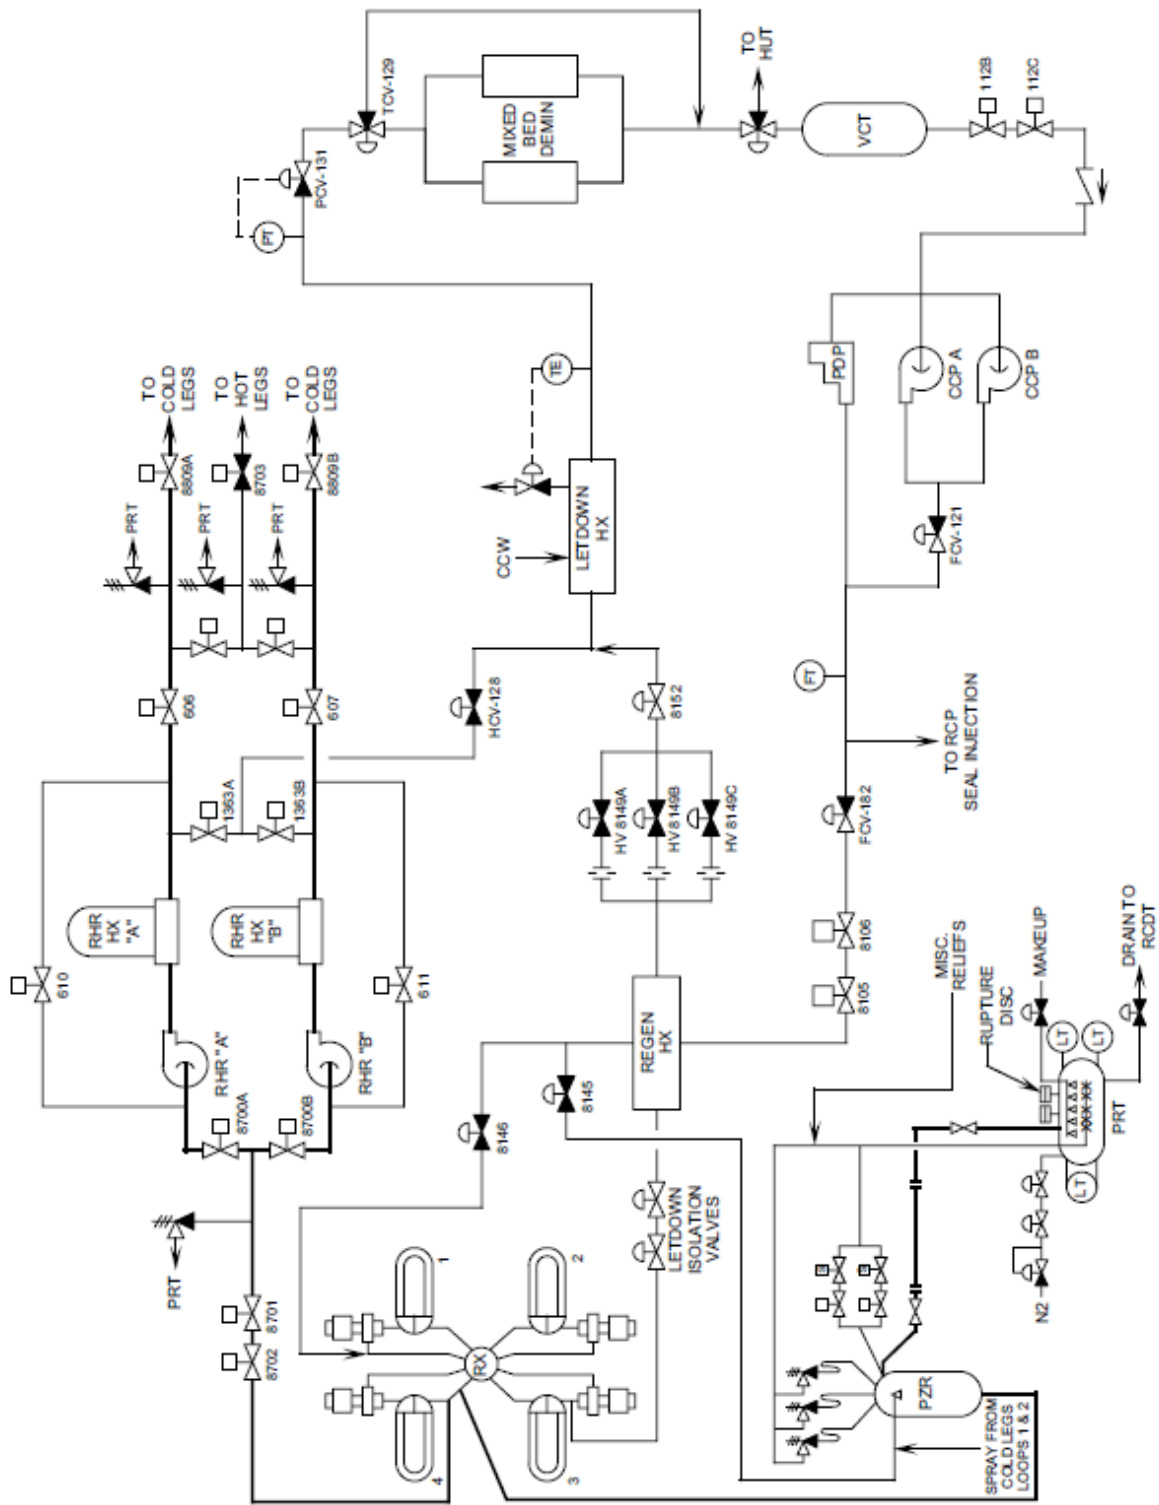 TO
COLD
LEGS
TO
HOT
LEGS
TO
COLD
LEGS
8809A
8703
8809B
PRT
PRT
PRT
606
607
610
611
1363A
1363B
RHR
HX
"A"
RHR
HX
"B"
RHR "A"
RHR "B"
8700A
8700B
PRT
8701
8702
PT
PCV-131
TCV-129
MIXED
BED
DEMIN
TO
HUT
VCT
112B
112C
TE
CCW
LETDOWN
HX
HCV-128
8152
HV 8149A
HV 8149B
HV 8149C
REGEN
HX
8146
8145
LETDOWN
ISOLATION
VALVES
PDP
CCP A
CCP B
FCV-121
FT
TO RCP
SEAL INJECTION
FCV-182
8106
8105
RX
1
2
3
4
MISC.
RELIEFS
RUPTURE
DISC
MAKEUP
DRAIN TO
RCDT
LT
LT
LT
PRT
N2
PZR
SPRAY FROM
COLD LEGS
LOOPS 1 & 2